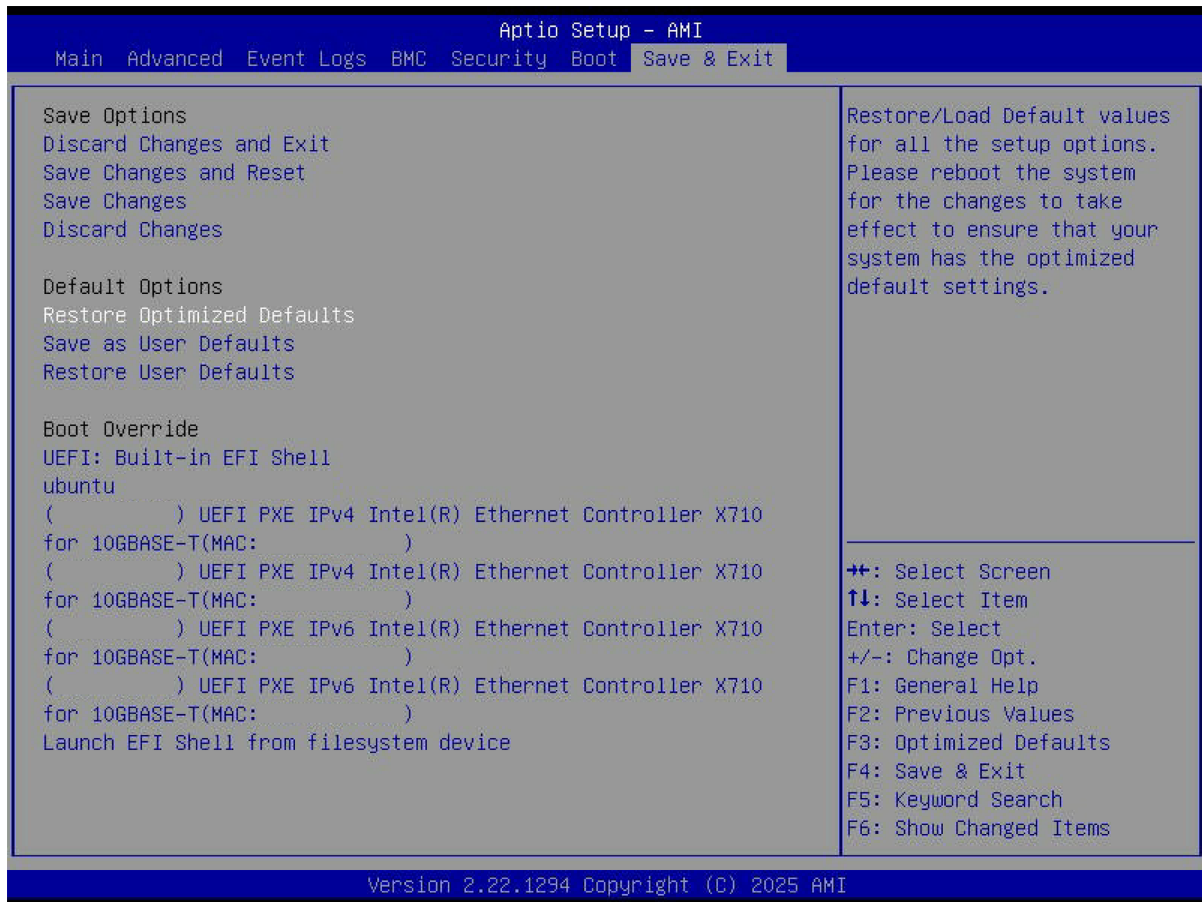 Aptio Setup – AMI
Main Advanced Event Logs BMC Security Boot Save & Exit
Save Options
Discard Changes and Exit
Save Changes and Reset
Save Changes
Discard Changes
Default Options
Restore Optimized Defaults
Save as User Defaults
Restore User Defaults
Boot Override
UEFI: Built-in EFI Shell
ubuntu
( ) UEFI PXE IPv4 Intel(R) Ethernet Controller X710
for 10GBASE-T(MAC: )
( ) UEFI PXE IPv4 Intel(R) Ethernet Controller X710
for 10GBASE-T(MAC: )
( ) UEFI PXE IPv6 Intel(R) Ethernet Controller X710
for 10GBASE-T(MAC: )
( ) UEFI PXE IPv6 Intel(R) Ethernet Controller X710
for 10GBASE-T(MAC: )
Launch EFI Shell from filesystem device
Restore/Load Default values
for all the setup options.
Please reboot the system
for the changes to take
effect to ensure that your
system has the optimized
default settings.
→←: Select Screen
↑↓: Select Item
Enter: Select
+/-: Change Opt.
F1: General Help
F2: Previous Values
F3: Optimized Defaults
F4: Save & Exit
F5: Keyword Search
F6: Show Changed Items
Version 2.22.1294 Copyright (C) 2025 AMI